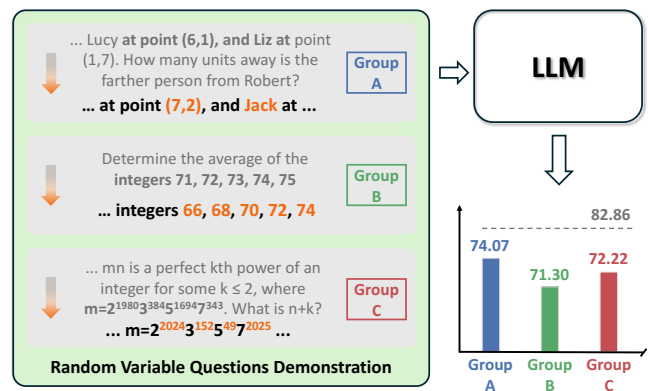 ... Lucy at point (6,1), and Liz at point
(1,7). How many units away is the
farther person from Robert?
... at point (7,2), and Jack at ...
Group
A
Determine the average of the
integers 71, 72, 73, 74, 75
... integers 66, 68, 70, 72, 74
Group
B
... mn is a perfect kth power of an
integer for some k ≤ 2, where
m=2¹⁹⁸⁰3³⁸⁴5¹⁶⁹⁴7³⁴³. What is n+k?
... m=2²⁰²⁴3¹⁵²5⁴⁹7²⁰²⁵ ...
Group
C
Random Variable Questions Demonstration
LLM
82.86
74.07
71.30
72.22
Group
A
Group
B
Group
C